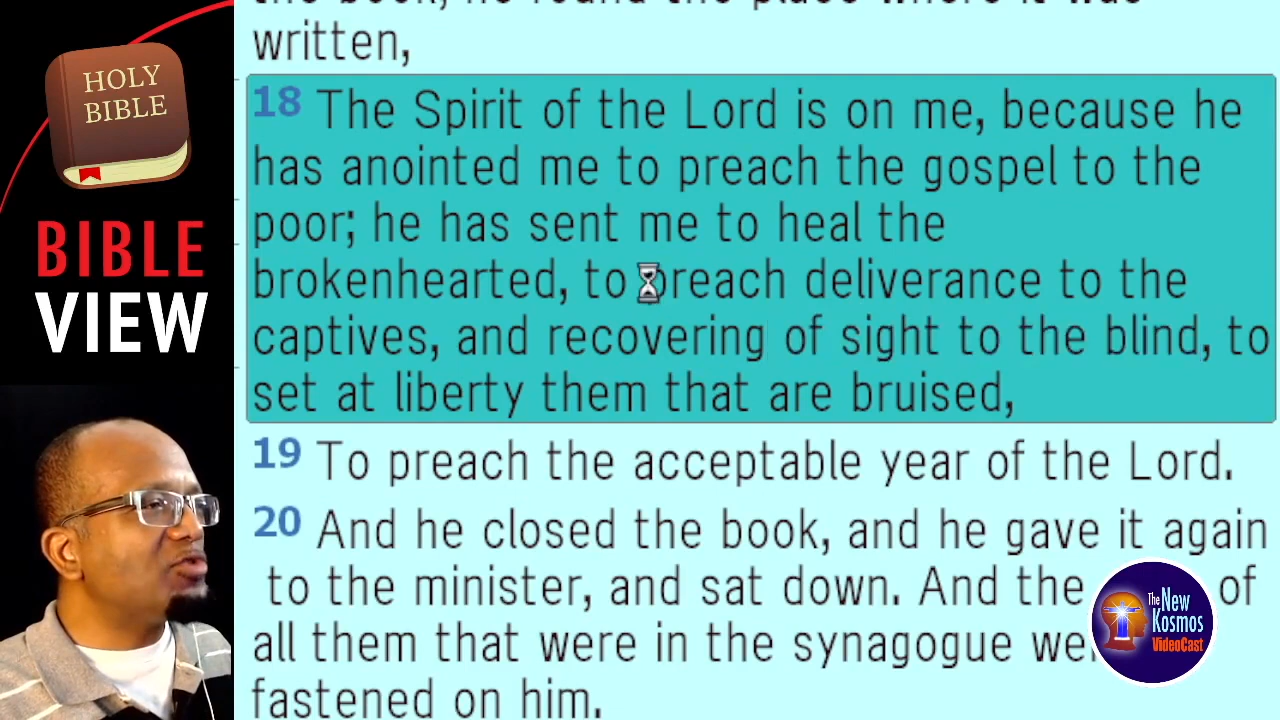 HOLY
BIBLE
BIBLE
VIEW
written,
18 The Spirit of the Lord is on me, because he
has anointed me to preach the gospel to the
poor; he has sent me to heal the
brokenhearted, to preach deliverance to the
captives, and recovering of sight to the blind, to
set at liberty them that are bruised,
19 To preach the acceptable year of the Lord.
20 And he closed the book, and he gave it again
to the minister, and sat down. And the of
all them that were in the synagogue
fastened on him.
The New
Kosmos
VideoCast